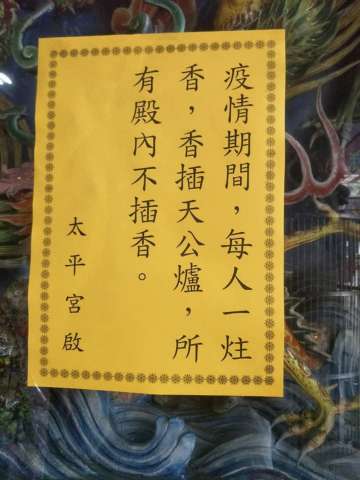 疫情期間，每人一炷
香，香插天公爐，所
有殿內不插香。
太平宮啟